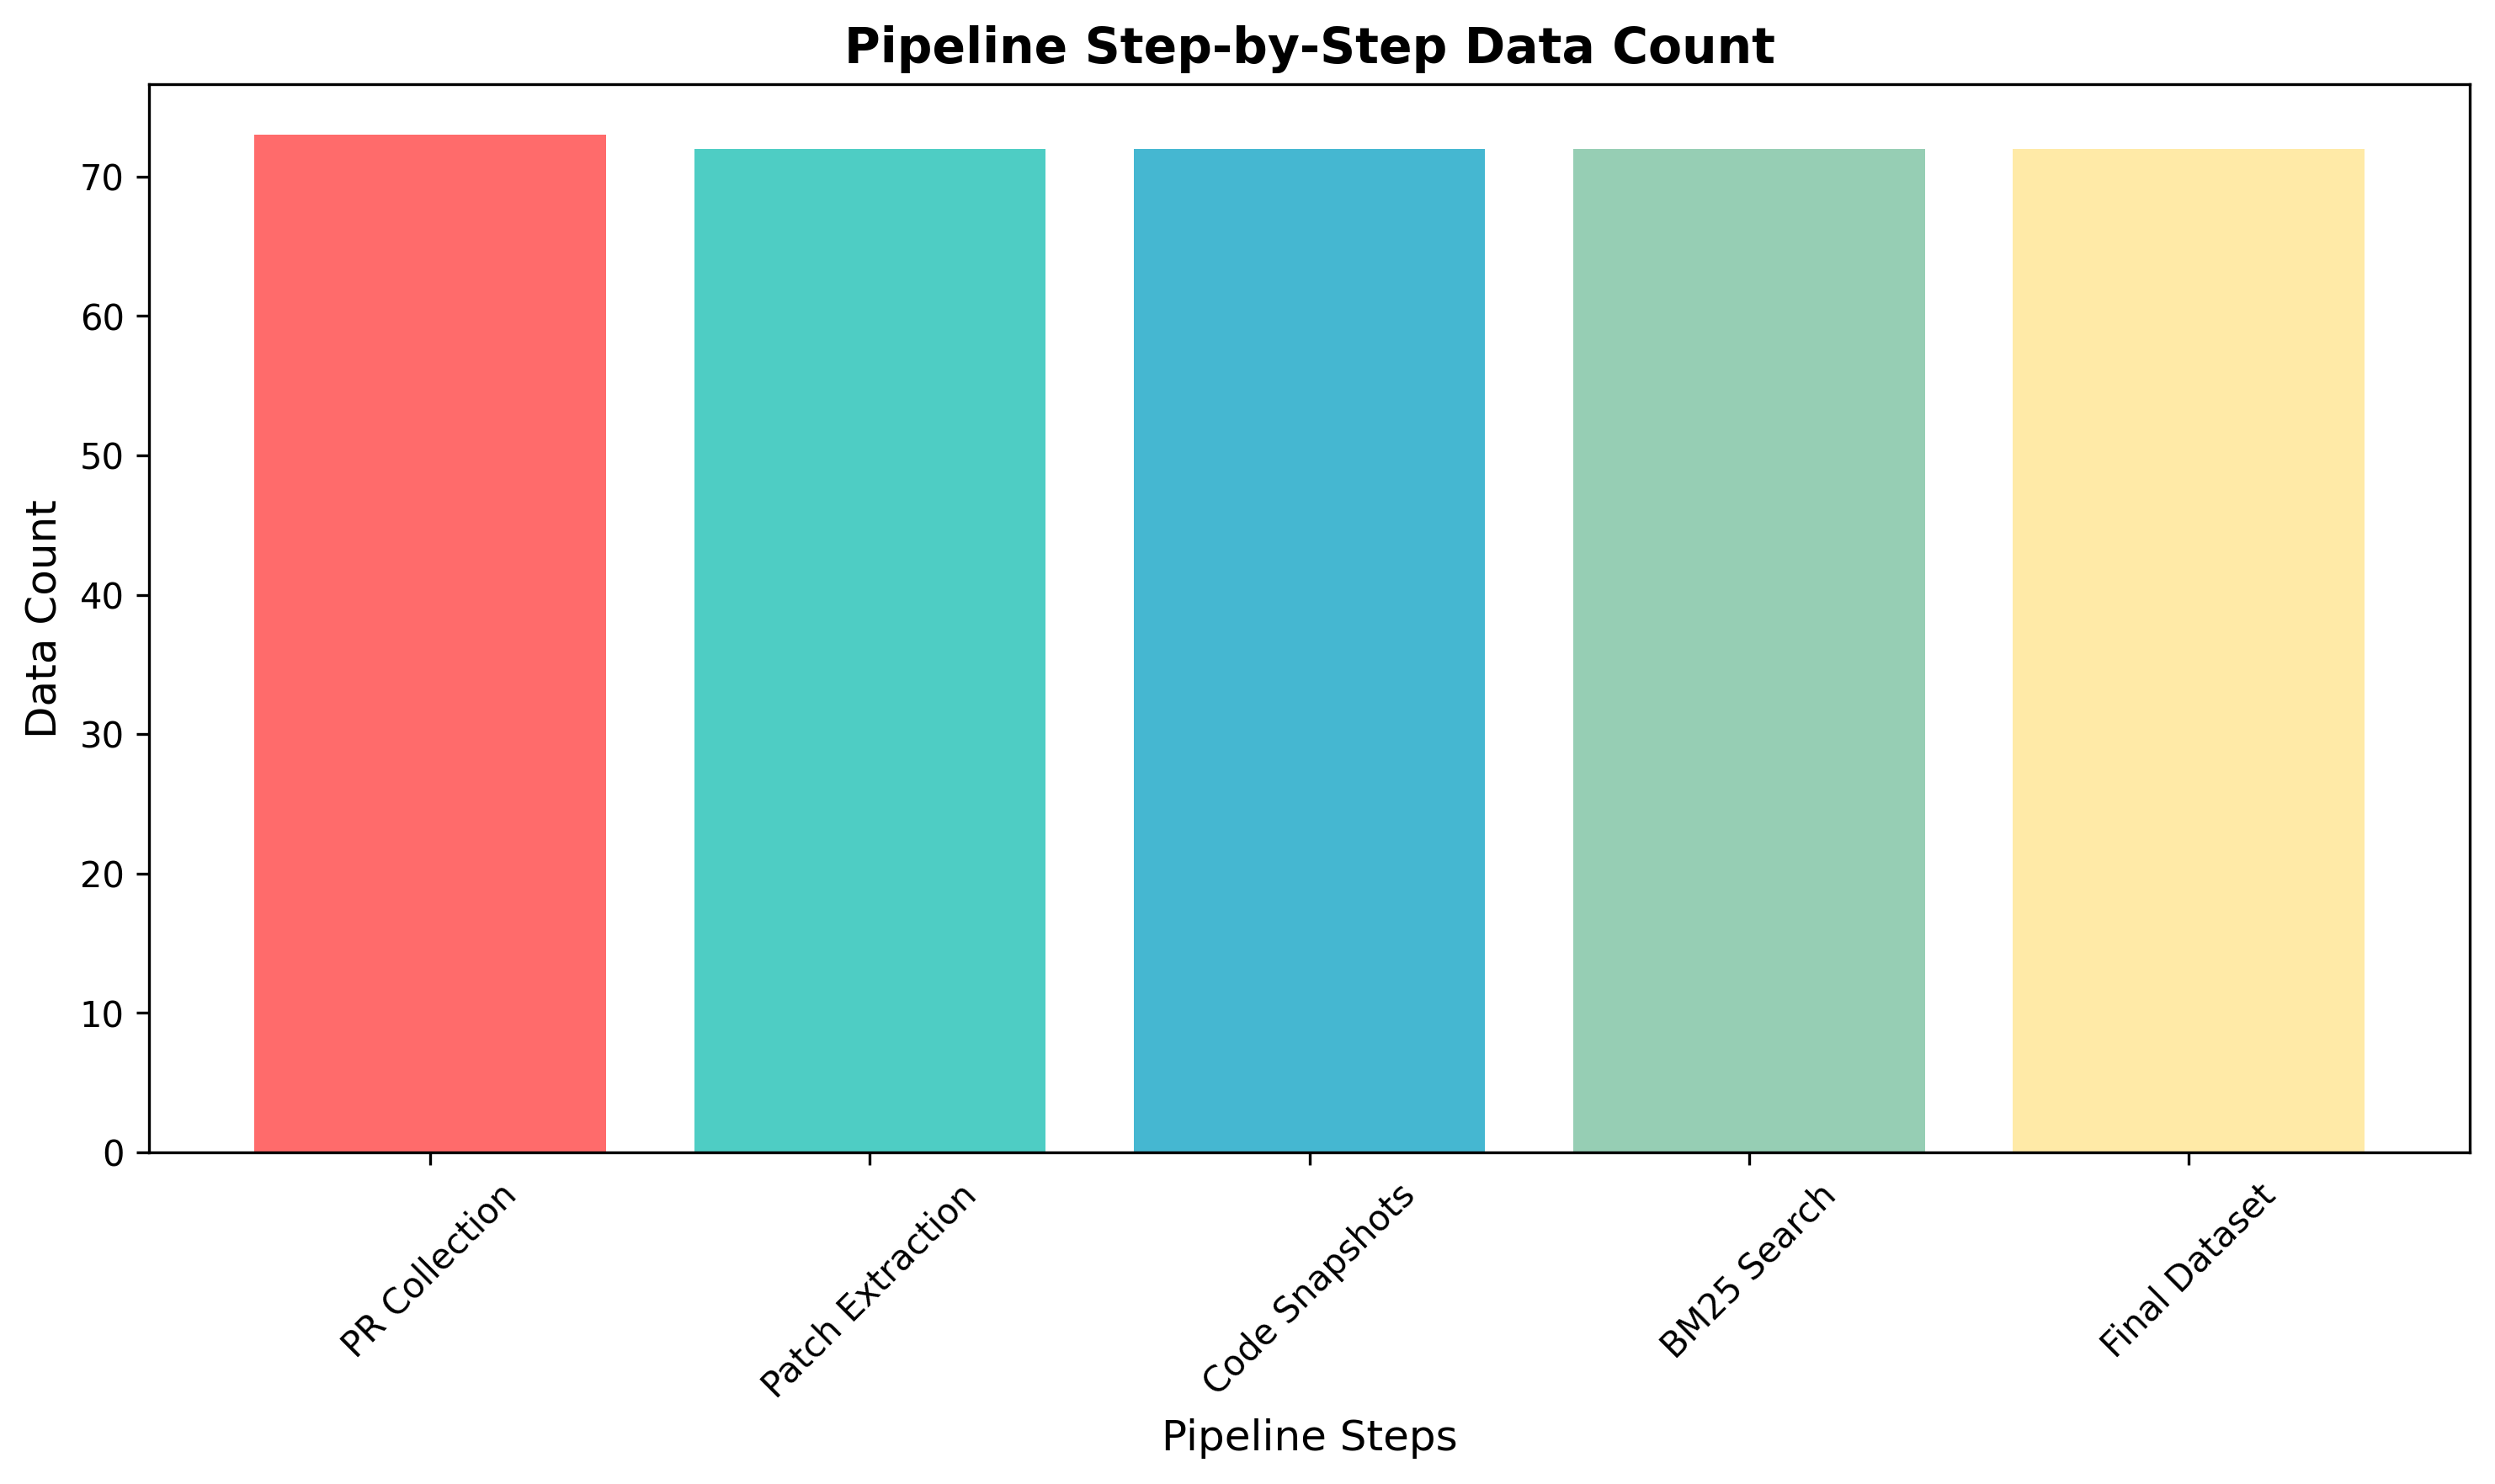 Pipeline Step-by-Step Data Count
Data Count
70
60
50
40
30
20
10
0
PR Collection
Patch Extraction
Code Snapshots
BM25 Search
Final Dataset
Pipeline Steps